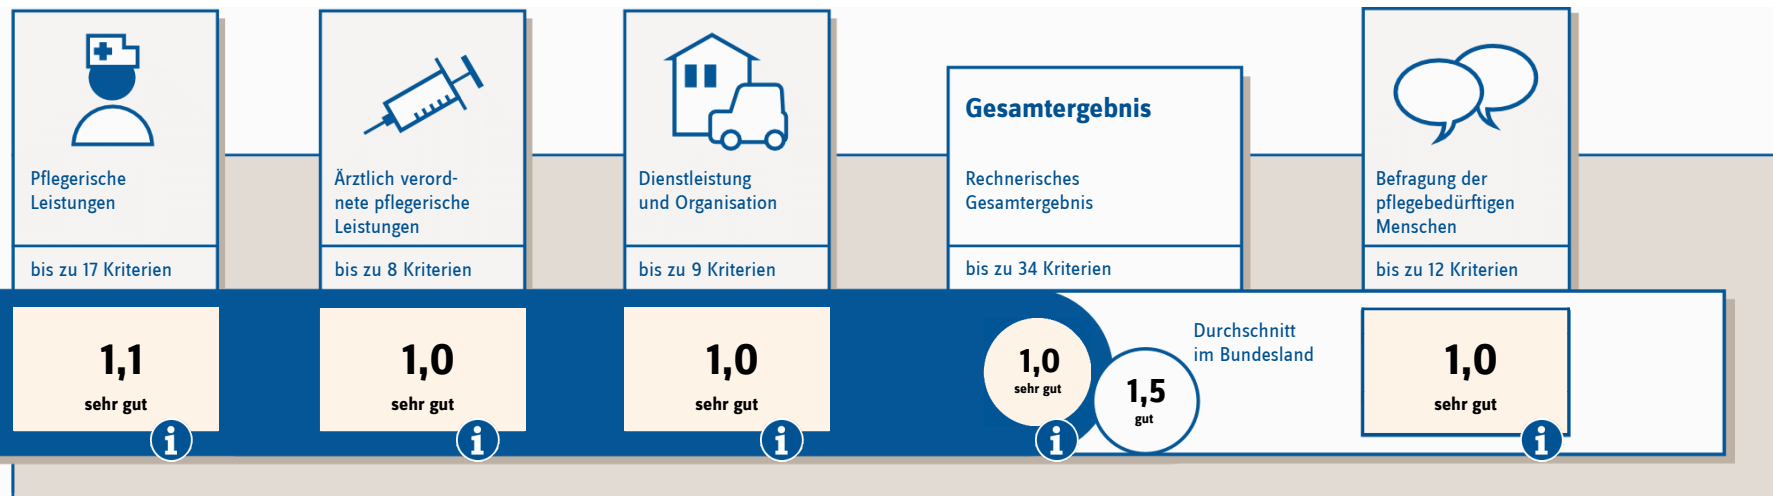 Pflegerische
Leistungen
bis zu 17 Kriterien
1,1
sehr gut
Ärztlich verord-
nete pflegerische
Leistungen
bis zu 8 Kriterien
1,0
sehr gut
Dienstleistung
und Organisation
bis zu 9 Kriterien
1,0
sehr gut
Gesamtergebnis
Rechnerisches
Gesamtergebnis
bis zu 34 Kriterien
1,0
sehr gut
1,5
gut
Durchschnitt
im Bundesland
Befragung der
pflegebedürftigen
Menschen
bis zu 12 Kriterien
1,0
sehr gut